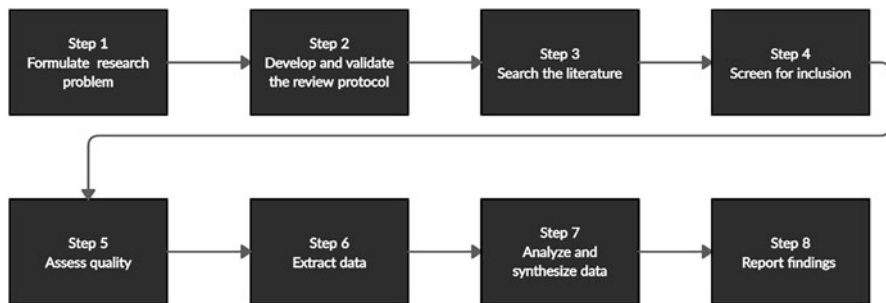 Step 1
Formulate research
problem
Step 2
Develop and validate
the review protocol
Step 3
Search the literature
Step 4
Screen for inclusion
Step 5
Assess quality
Step 6
Extract data
Step 7
Analyze and
synthesize data
Step 8
Report findings